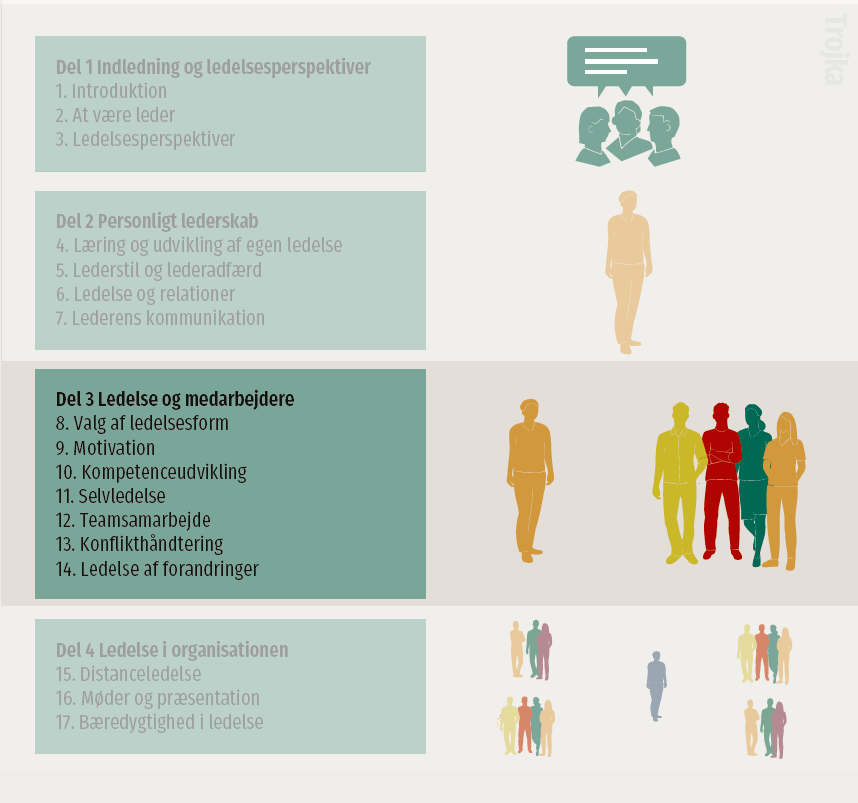 Trojka
Del 1 Indledning og ledelsesperspektiver
1. Introduktion
2. At være leder
3. Ledelsesperspektiver
Del 2 Personligt lederskab
4. Læring og udvikling af egen ledelse
5. Lederstil og lederadfærd
6. Ledelse og relationer
7. Lederens kommunikation
Del 3 Ledelse og medarbejdere
8. Valg af ledelsesform
9. Motivation
10. Kompetenceudvikling
11. Selvledelse
12. Teamsamarbejde
13. Konflikthåndtering
14. Ledelse af forandringer
Del 4 Ledelse i organisationen
15. Distanceledelse
16. Møder og præsentation
17. Bæredygtighed i ledelse